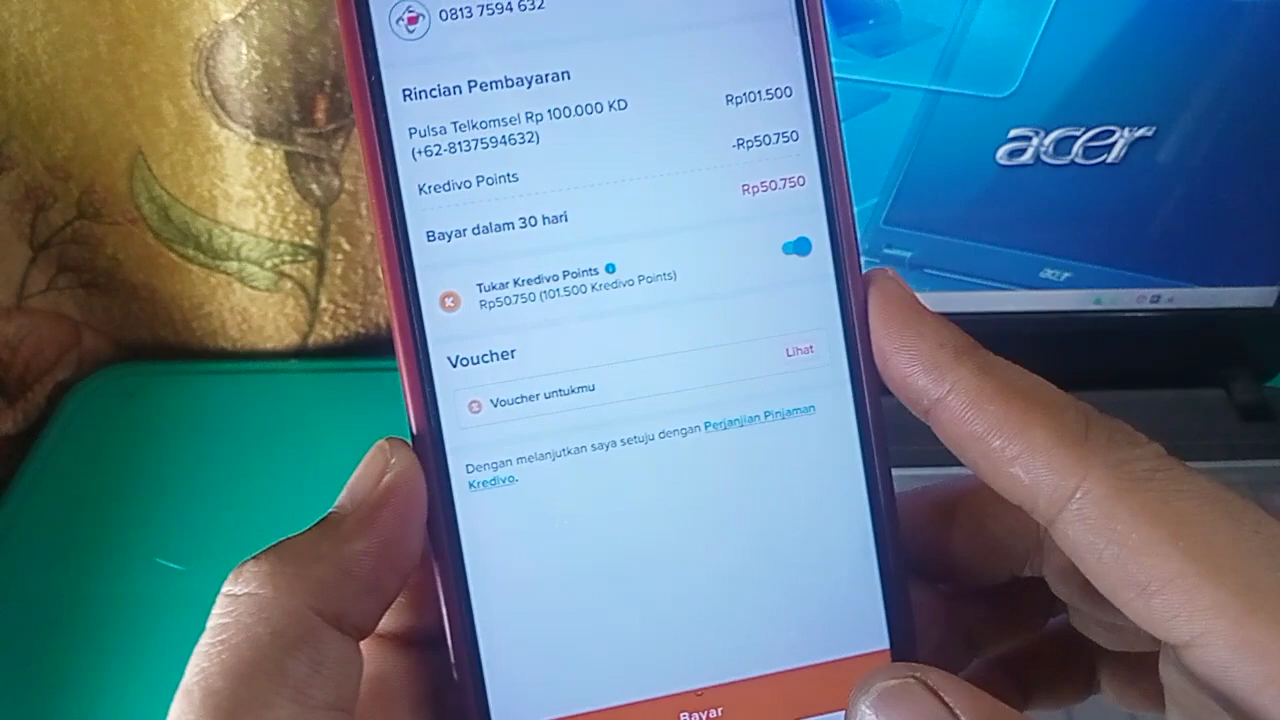 0813 7594 632
Rincian Pembayaran
Pulsa Telkomsel Rp 100.000 KD
(+62-8137594632)
Rp101.500
Kredivo Points
-Rp50.750
Bayar dalam 30 hari
Rp50.750
Tukar Kredivo Points
Rp50.750 (101.500 Kredivo Points)
Voucher
Voucher untukmu
Lihat
Dengan melanjutkan saya setuju dengan Perjanjian Pinjaman
Kredivo.
Bayar
acer
acer